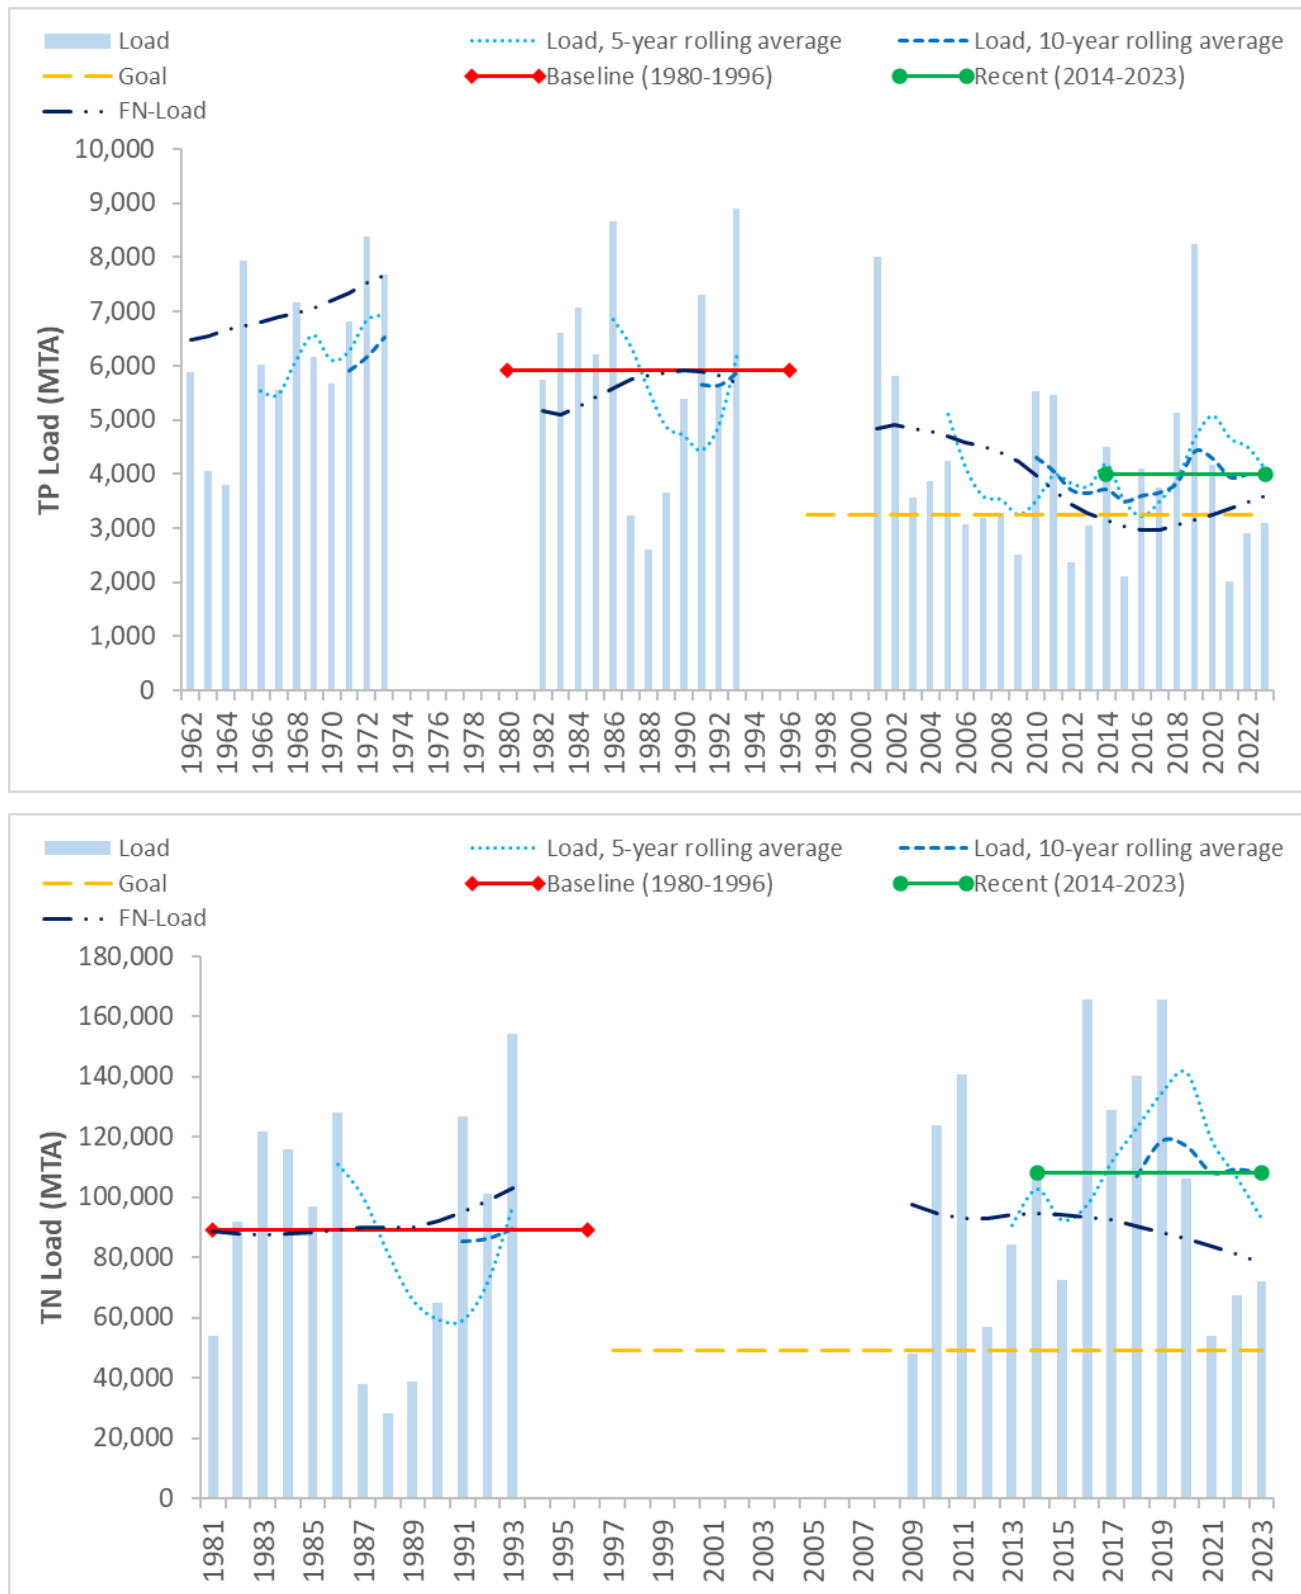 Load Load, 5-year rolling average Load, 10-year rolling average
Goal Baseline (1980-1996) Recent (2014-2023)
FN-Load
TP Load (MTA)
10,000
9,000
8,000
7,000
6,000
5,000
4,000
3,000
2,000
1,000
0
1962 1964 1966 1968 1970 1972 1974 1976 1978 1980 1982 1984 1986 1988 1990 1992 1994 1996 1998 2000 2002 2004 2006 2008 2010 2012 2014 2016 2018 2020 2022
Load Load, 5-year rolling average Load, 10-year rolling average
Goal Baseline (1980-1996) Recent (2014-2023)
FN-Load
TN Load (MTA)
180,000
160,000
140,000
120,000
100,000
80,000
60,000
40,000
20,000
0
1981 1983 1985 1987 1989 1991 1993 1995 1997 1999 2001 2003 2005 2007 2009 2011 2013 2015 2017 2019 2021 2023